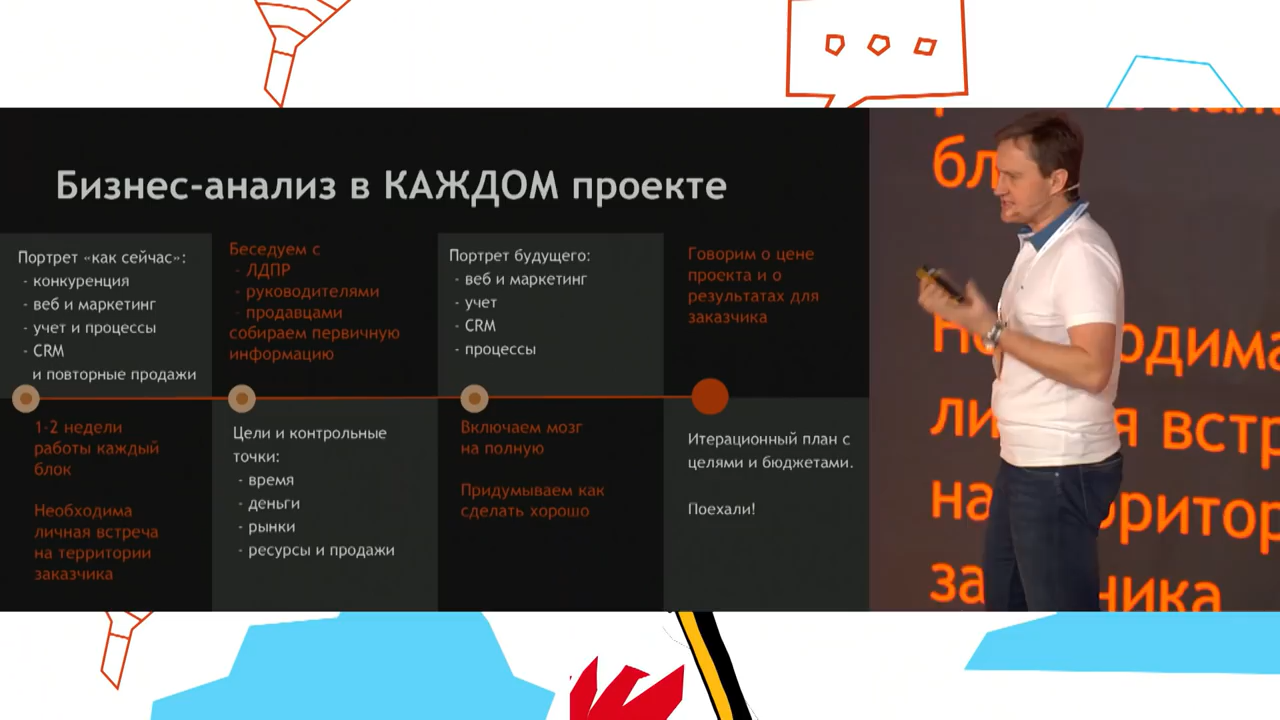 Бизнес-анализ в КАЖДОМ проекте
Портрет «как сейчас»:
- конкуренция
- веб и маркетинг
- учет и процессы
- CRM
и повторные продажи
Беседуем с
- ЛДПР
- руководителями
- продавцами
собираем первичную
информацию
Портрет будущего:
- веб и маркетинг
- учет
- CRM
- процессы
Говорим о цене
проекта и о
результатах для
заказчика
1-2 недели
работы каждый
блок
Необходима
личная встреча
на территории
заказчика
Цели и контрольные
точки:
- время
- деньги
- рынки
- ресурсы и продажи
Включаем мозг
на полную
Придумываем как
сделать хорошо
Итерационный план с
целями и бюджетами.
Поехали!